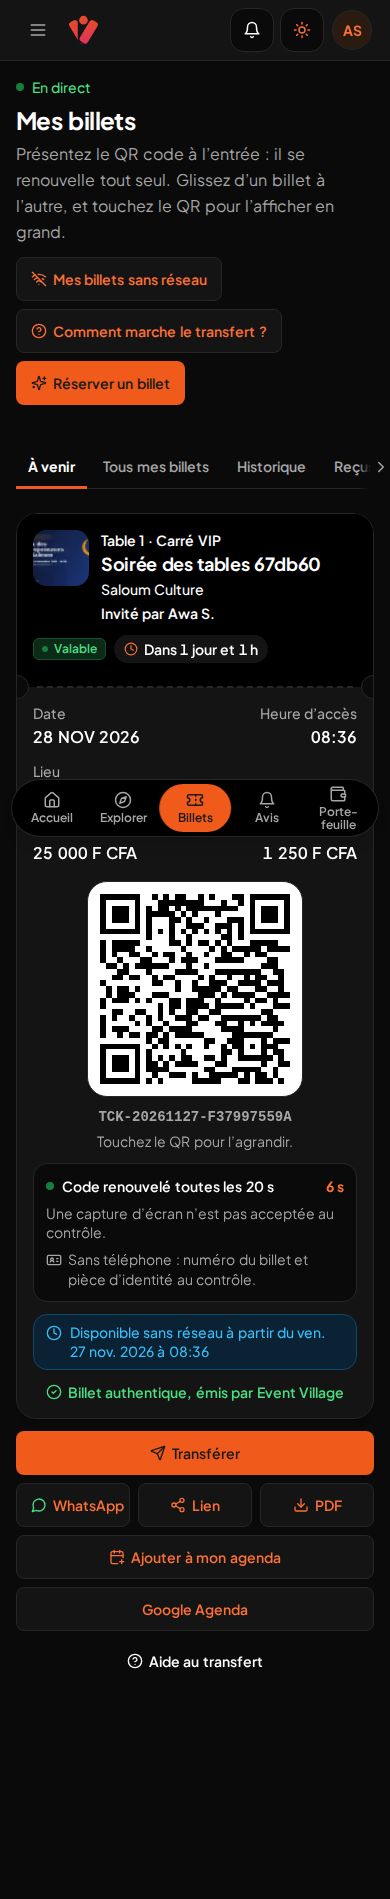 AS
En direct
Mes billets
Présentez le QR code à l’entrée : il se
renouvelle tout seul. Glissez d’un billet à
l’autre, et touchez le QR pour l’afficher en
grand.
Mes billets sans réseau
Comment marche le transfert ?
Réserver un billet
À venir Tous mes billets Historique Reçus
Table 1 · Carré VIP
Soirée des tables 67db60
Saloum Culture
Invité par Awa S.
Valable Dans 1 jour et 1 h
Date Heure d’accès
28 NOV 2026 08:36
Lieu
Accueil Explorer Billets Avis Porte-
feuille
25 000 F CFA 1 250 F CFA
TCK-20261127-F37997559A
Touchez le QR pour l’agrandir.
Code renouvelé toutes les 20 s 6 s
Une capture d’écran n’est pas acceptée au
contrôle.
Sans téléphone : numéro du billet et
pièce d’identité au contrôle.
Disponible sans réseau à partir du ven.
27 nov. 2026 à 08:36
Billet authentique, émis par Event Village
Transférer
WhatsApp Lien PDF
Ajouter à mon agenda
Google Agenda
Aide au transfert